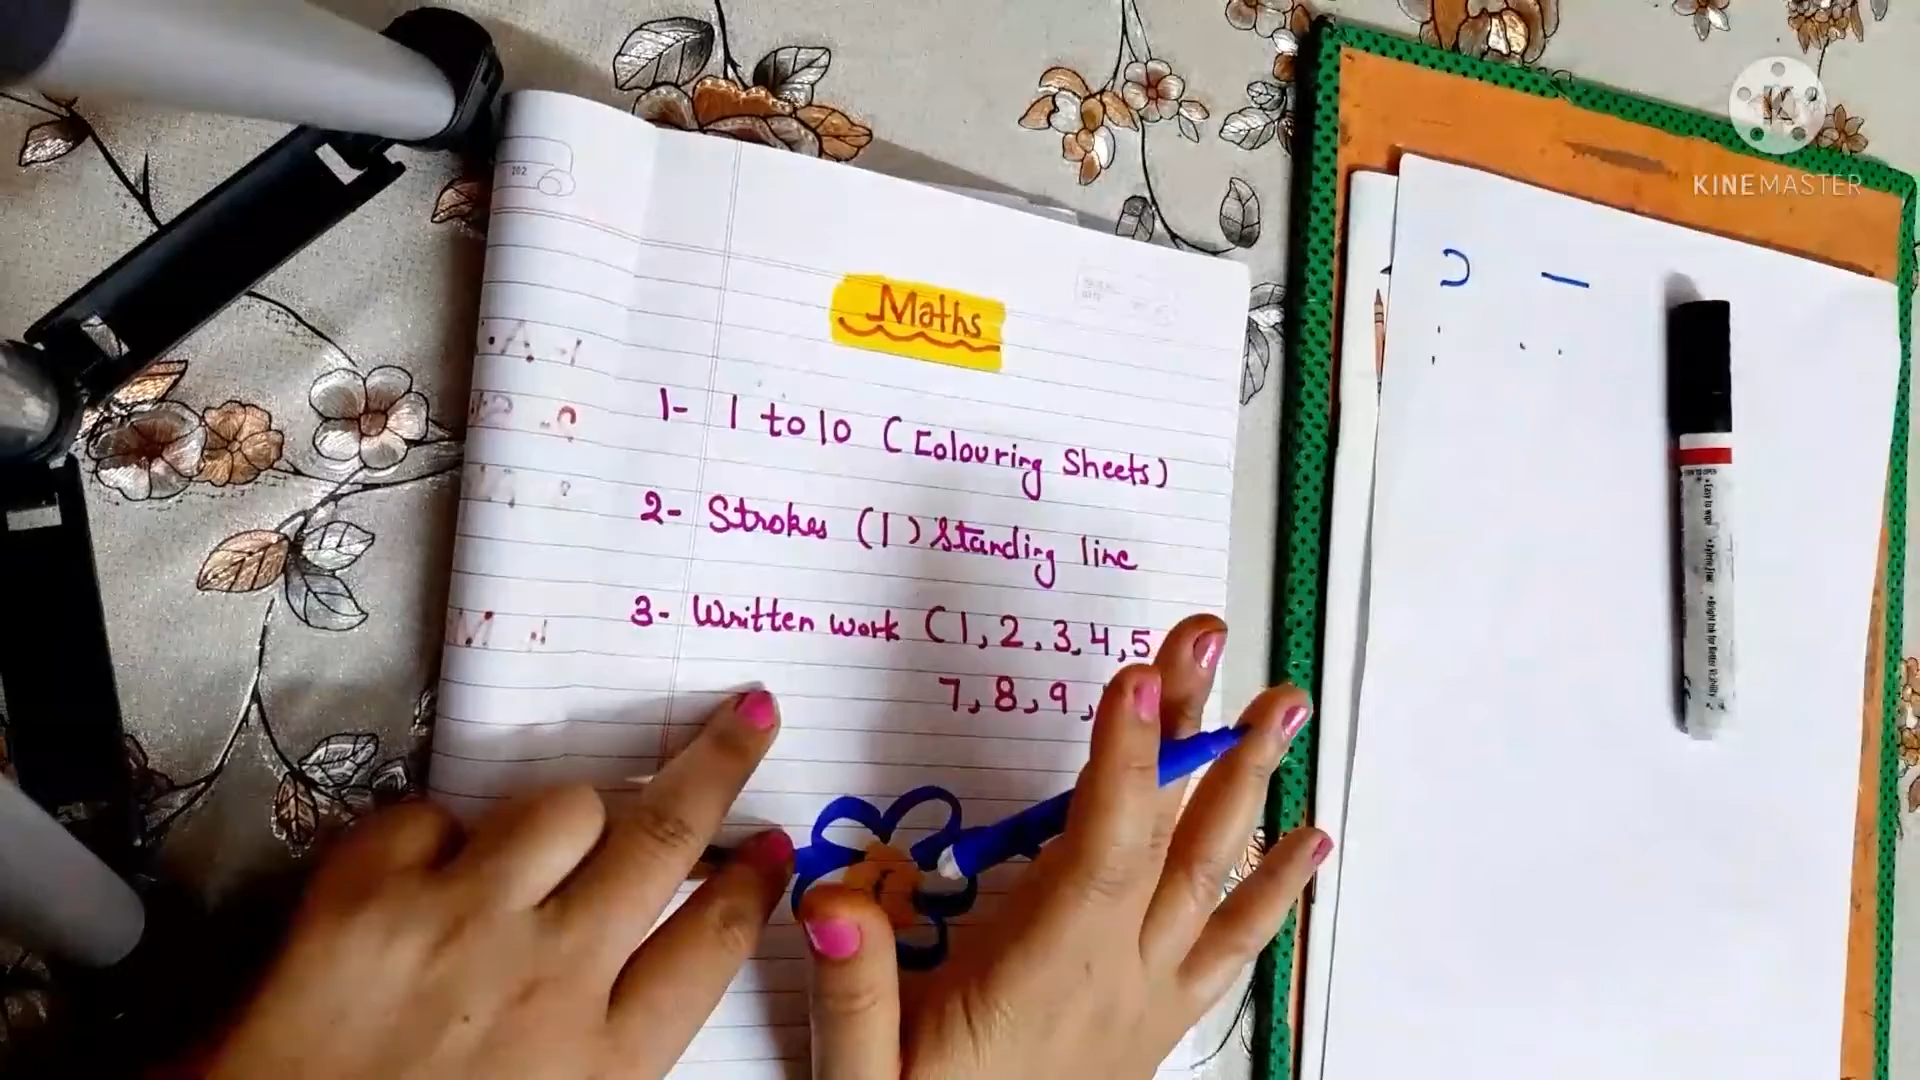 KINEMASTER
202
Maths
1- 1 to 10 (Colouring Sheets)
2- Strokes (1) Standing line
3- Written work (1, 2, 3, 4, 5
7, 8, 9,